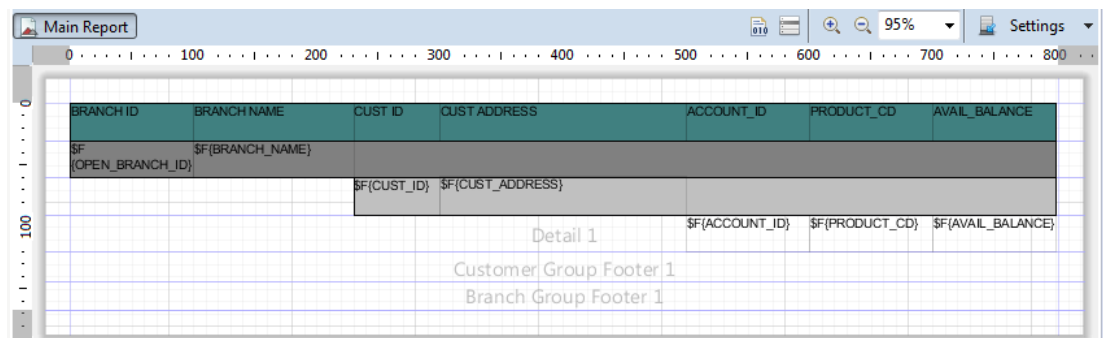 Main Report 95% Settings
0 100 200 300 400 500 600 700 800
0
BRANCH ID BRANCH NAME CUST ID CUST ADDRESS ACCOUNT_ID PRODUCT_CD AVAIL_BALANCE
$F $F{BRANCH_NAME}
{OPEN_BRANCH_ID}
$F{CUST_ID} $F{CUST_ADDRESS}
100
$F{ACCOUNT_ID} $F{PRODUCT_CD} $F{AVAIL_BALANCE}
Detail 1
Customer Group Footer 1
Branch Group Footer 1